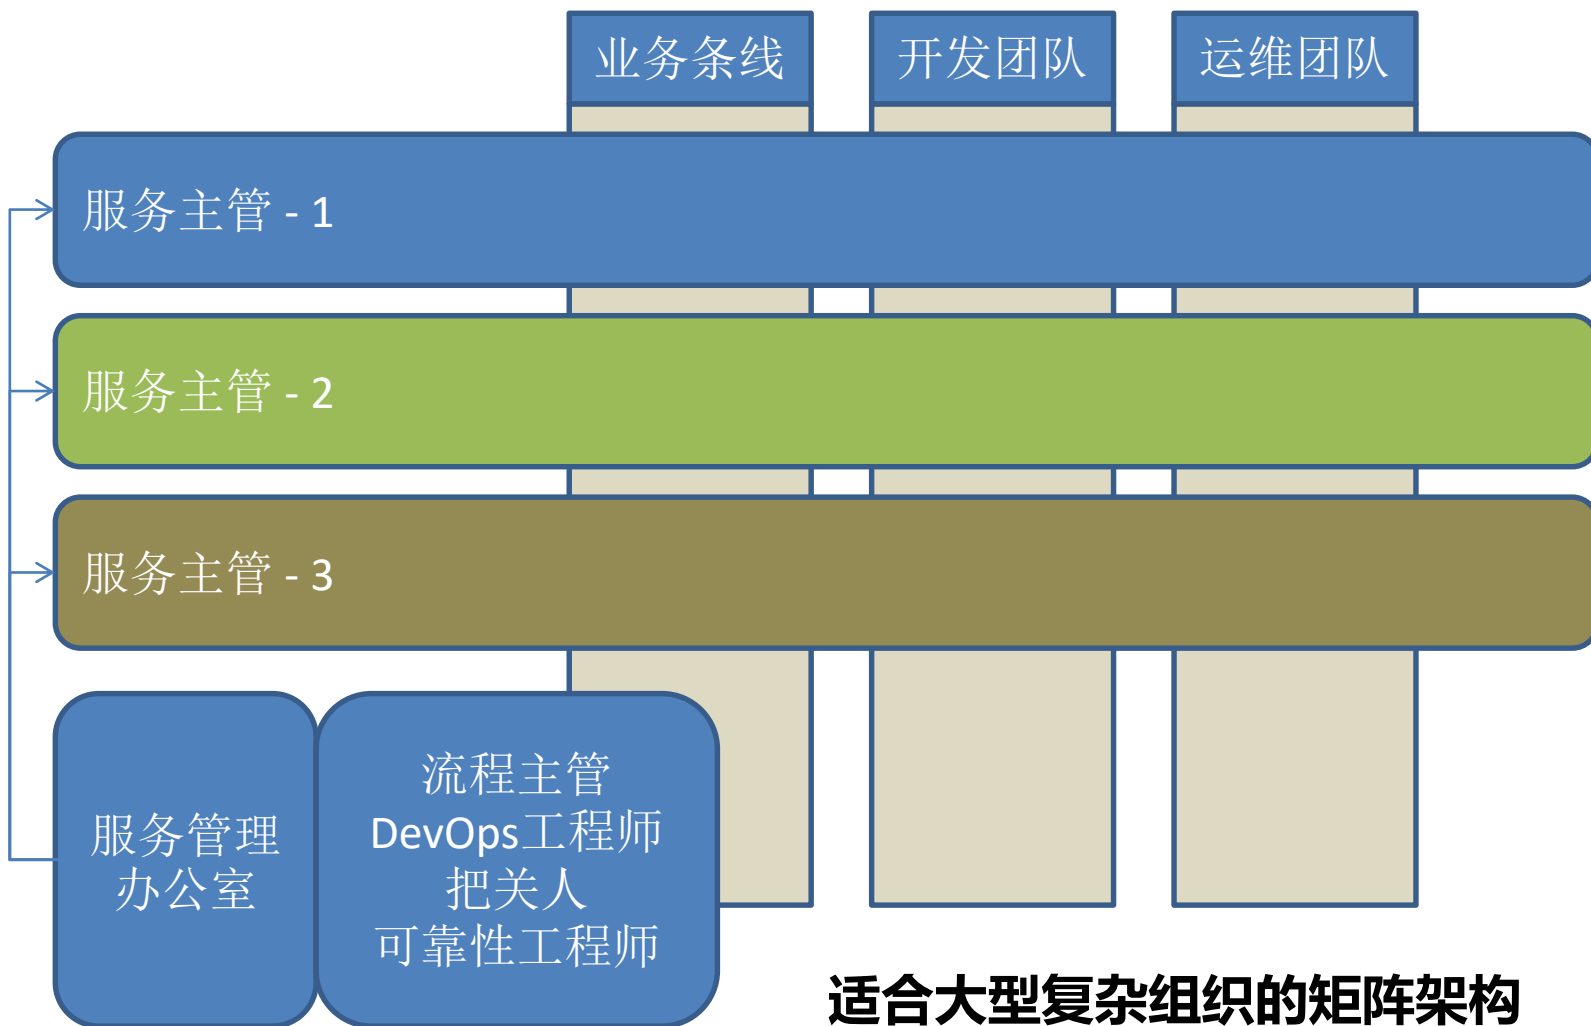 业务条线
开发团队
运维团队
服务主管 - 1
服务主管 - 2
服务主管 - 3
服务管理
办公室
流程主管
DevOps工程师
把关人
可靠性工程师
适合大型复杂组织的矩阵架构